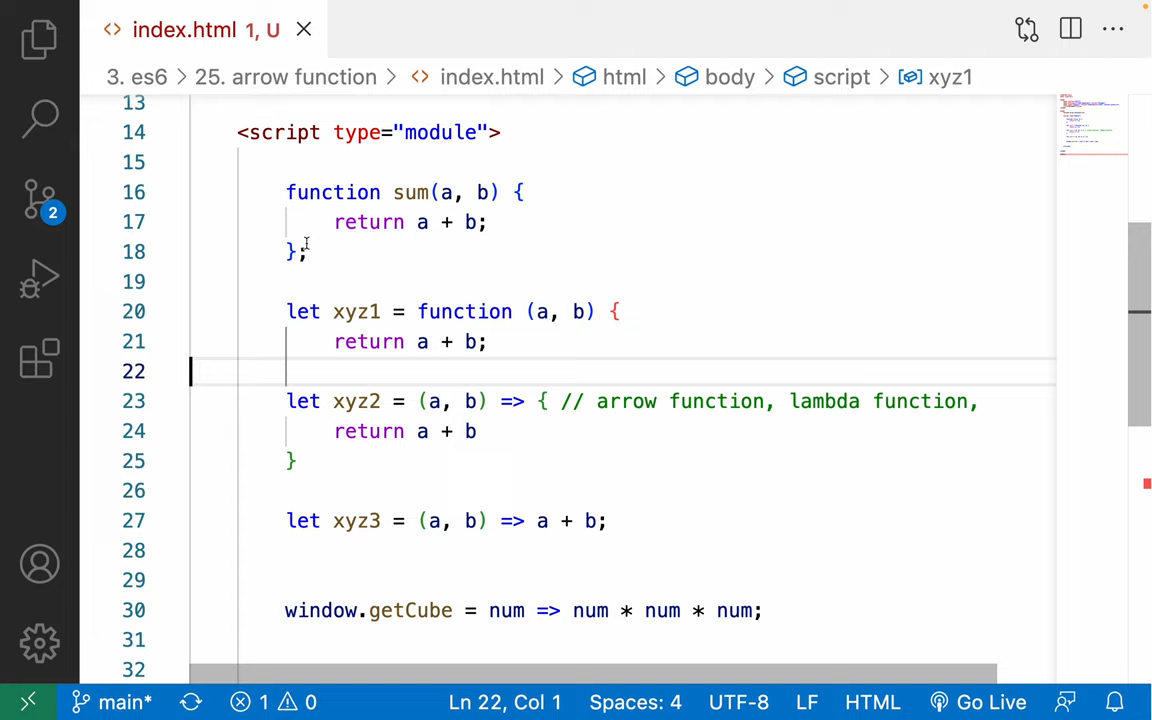 index.html 1, U
3. es6 > 25. arrow function > index.html > html > body > script > xyz1
13
14 <script type="module">
15
16 function sum(a, b) {
17 return a + b;
18 };
19
20 let xyz1 = function (a, b) {
21 return a + b;
22
23 let xyz2 = (a, b) => { // arrow function, lambda function,
24 return a + b
25 }
26
27 let xyz3 = (a, b) => a + b;
28
29
30 window.getCube = num => num * num * num;
31
32
2
main* 1 0 Ln 22, Col 1 Spaces: 4 UTF-8 LF HTML Go Live